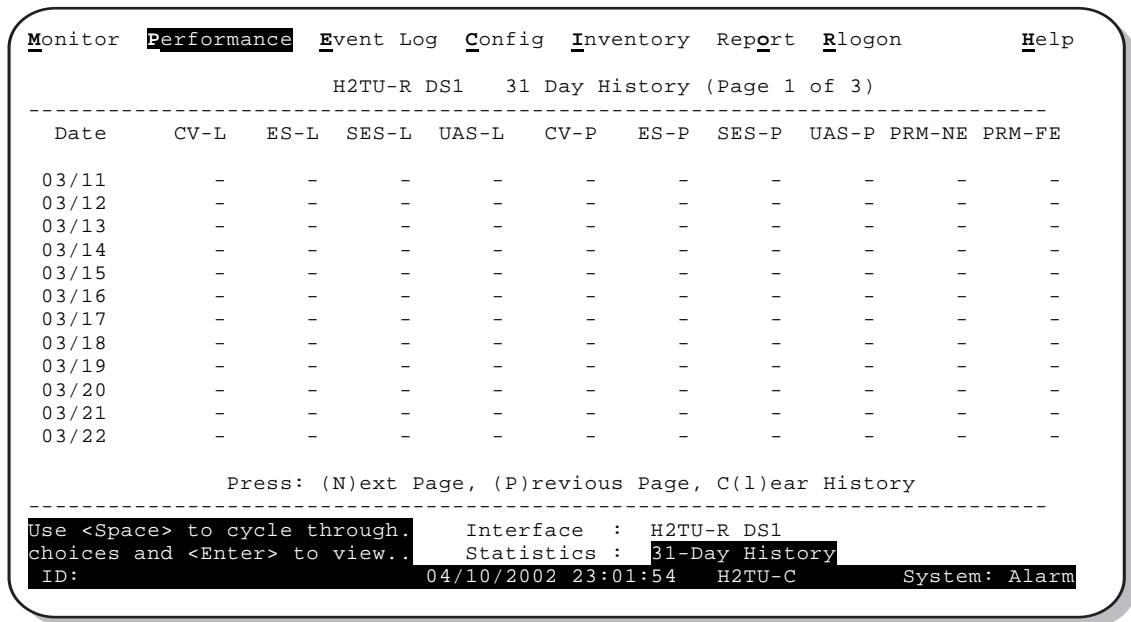 Monitor Performance Event Log Config Inventory Report Rlogon Help
H2TU-R DS1 31 Day History (Page 1 of 3)
--------------------------------------------------------------------------------
Date CV-L ES-L SES-L UAS-L CV-P ES-P SES-P UAS-P PRM-NE PRM-FE
03/11 - - - - - - - - - -
03/12 - - - - - - - - - -
03/13 - - - - - - - - - -
03/14 - - - - - - - - - -
03/15 - - - - - - - - - -
03/16 - - - - - - - - - -
03/17 - - - - - - - - - -
03/18 - - - - - - - - - -
03/19 - - - - - - - - - -
03/20 - - - - - - - - - -
03/21 - - - - - - - - - -
03/22 - - - - - - - - - -
Press: (N)ext Page, (P)revious Page, C(l)ear History
--------------------------------------------------------------------------------
Use <Space> to cycle through. Interface : H2TU-R DS1
choices and <Enter> to view.. Statistics : 31-Day History
ID: 04/10/2002 23:01:54 H2TU-C System: Alarm